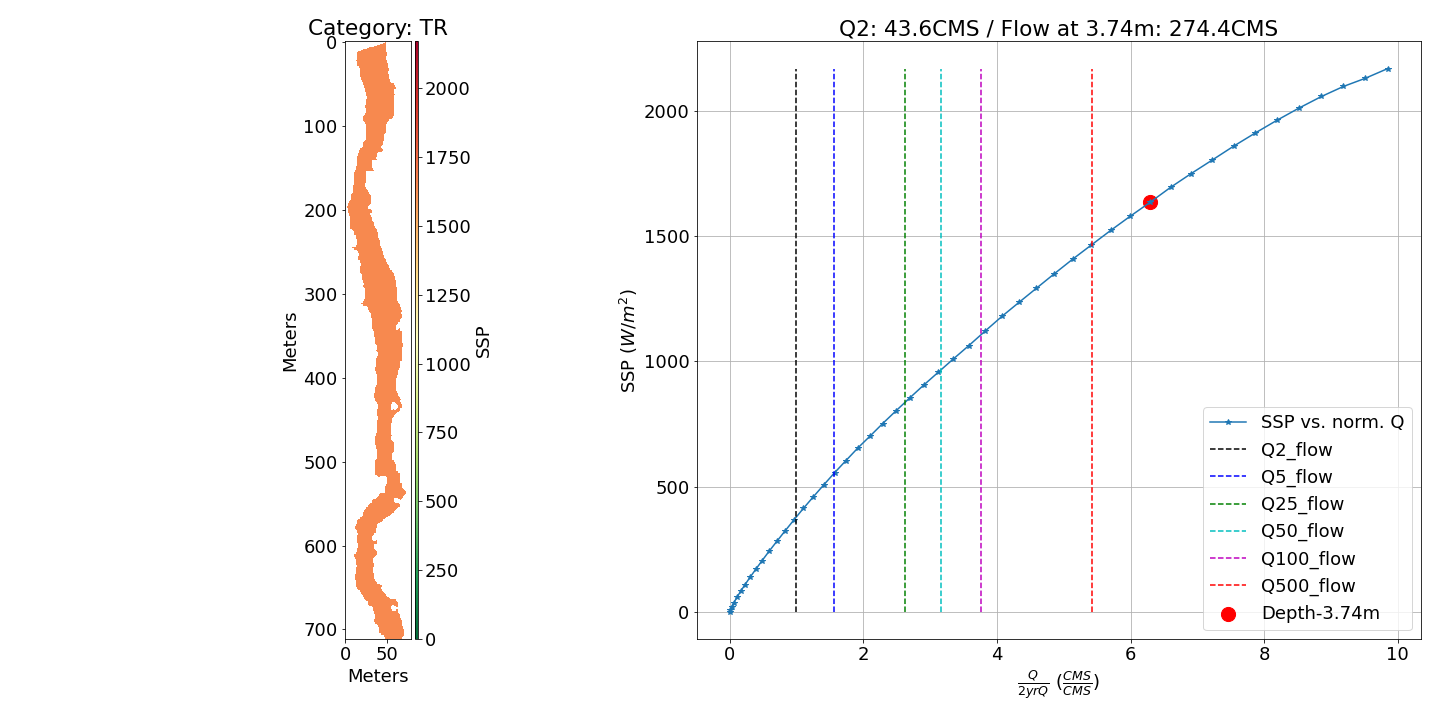 Category: TR
0
100
200
300
400
500
600
700
Meters
0
50
Meters
2000
1750
1500
1250
1000
750
500
250
0
SSP
Q2: 43.6CMS / Flow at 3.74m: 274.4CMS
2000
1500
1000
500
0
SSP (W/m²)
0
2
4
6
8
10
Q/2yrQ (CMS/CMS)
SSP vs. norm. Q
Q2_flow
Q5_flow
Q25_flow
Q50_flow
Q100_flow
Q500_flow
Depth-3.74m